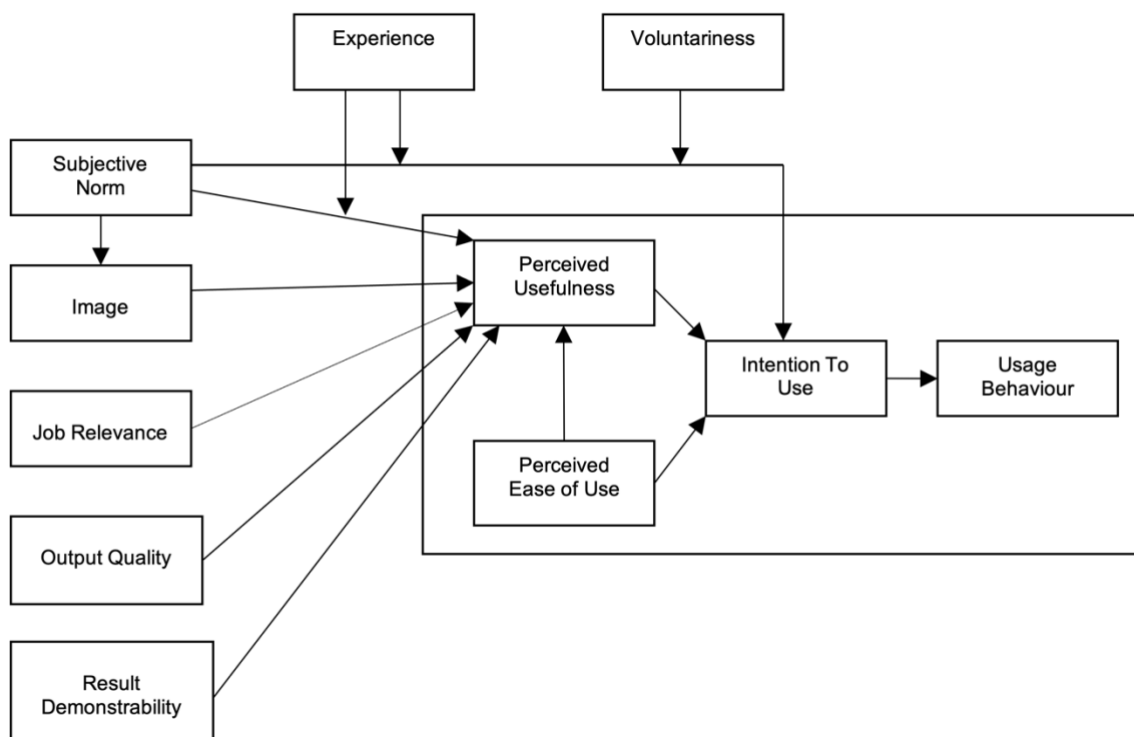 Experience
Voluntariness
Subjective
Norm
Image
Perceived
Usefulness
Intention To
Use
Usage
Behaviour
Job Relevance
Perceived
Ease of Use
Output Quality
Result
Demonstrability